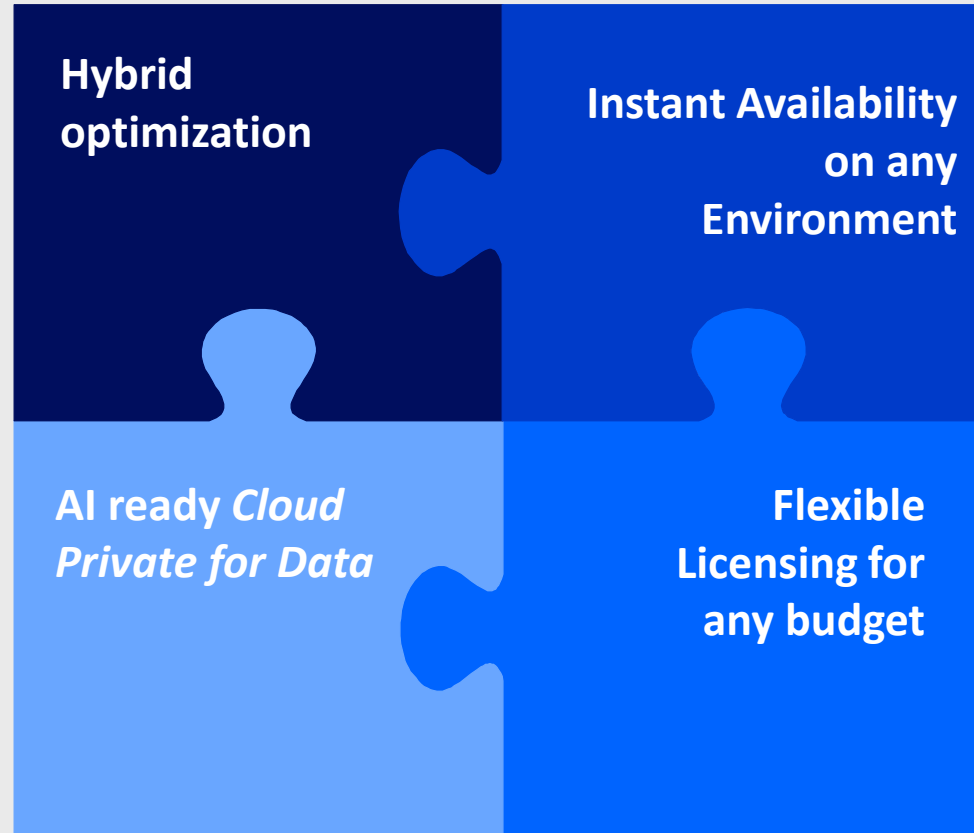 Hybrid
optimization
Instant Availability
on any
Environment
AI ready Cloud
Private for Data
Flexible
Licensing for
any budget